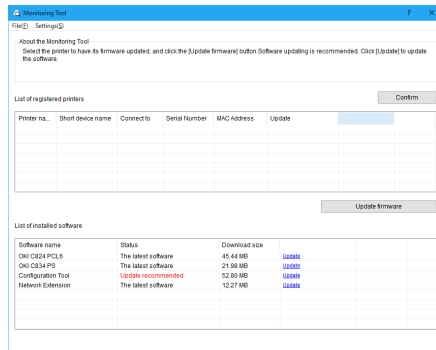 Monitoring Tool
? ×
File(F) Settings(S)
About the Monitoring Tool
Select the printer to have its firmware updated, and click the [Update firmware] button.Software updating is recommended. Click [Update] to update
the software.
List of registered printers
Confirm
Printer na... Short device name Connect to Serial Number MAC Address Update
Update firmware
List of installed software
Software name Status Download size
OKI C824 PCL6 The latest software 45.44 MB Update
OKI C834 PS The latest software 21.98 MB Update
Configuration Tool Update recommended 52.80 MB Update
Network Extension The latest software 12.27 MB Update